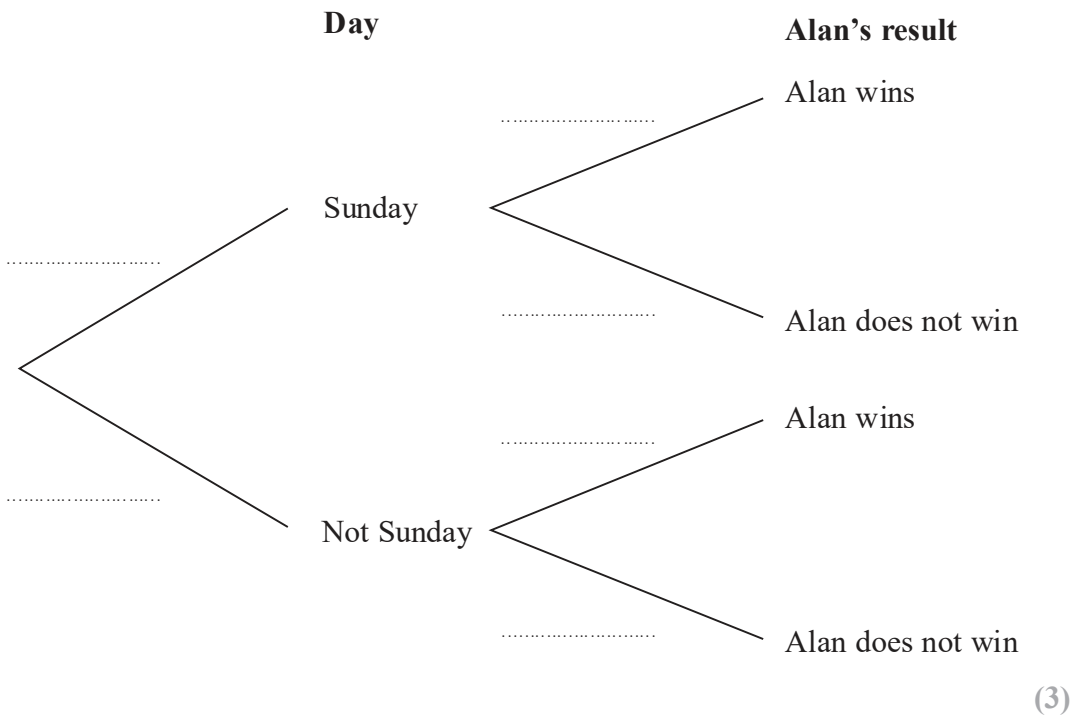 Day
Alan's result
Alan wins
........................
Sunday
........................
........................
Alan does not win
Alan wins
........................
........................
Not Sunday
........................
Alan does not win
(3)